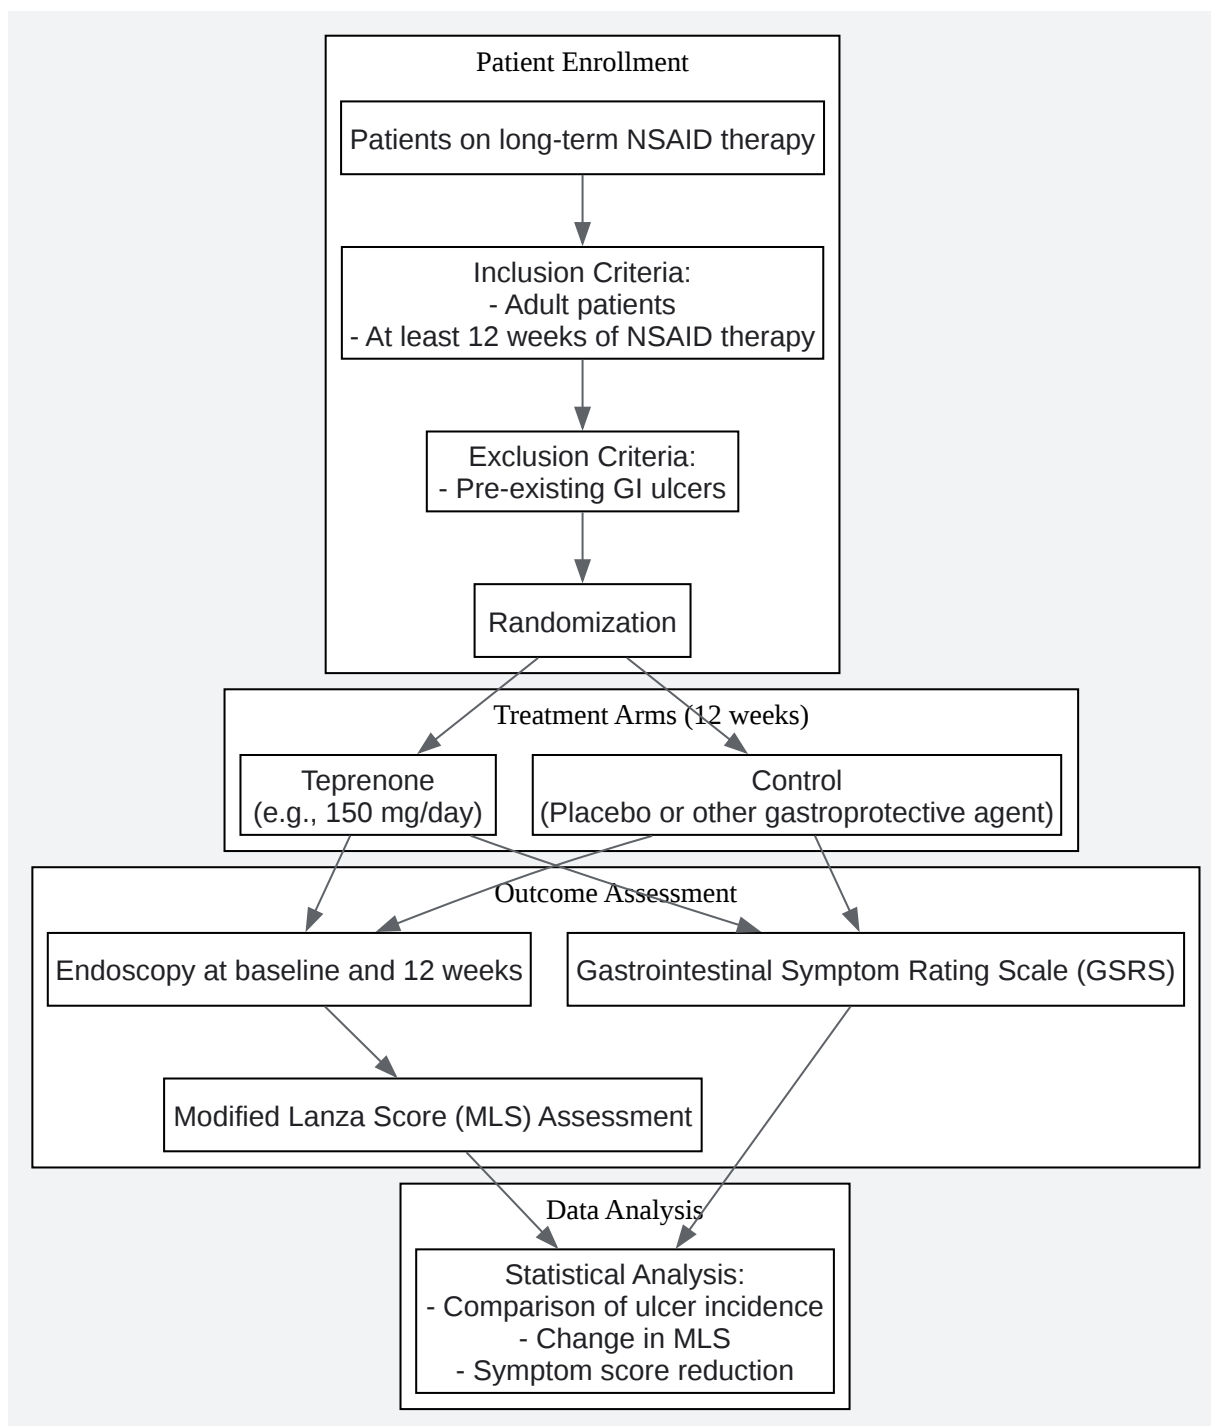 Patient Enrollment
Patients on long-term NSAID therapy
Inclusion Criteria:
- Adult patients
- At least 12 weeks of NSAID therapy
Exclusion Criteria:
- Pre-existing GI ulcers
Randomization
Treatment Arms (12 weeks)
Teprenone
(e.g., 150 mg/day)
Control
(Placebo or other gastroprotective agent)
Outcome Assessment
Endoscopy at baseline and 12 weeks
Gastrointestinal Symptom Rating Scale (GSRS)
Modified Lanza Score (MLS) Assessment
Data Analysis
Statistical Analysis:
- Comparison of ulcer incidence
- Change in MLS
- Symptom score reduction